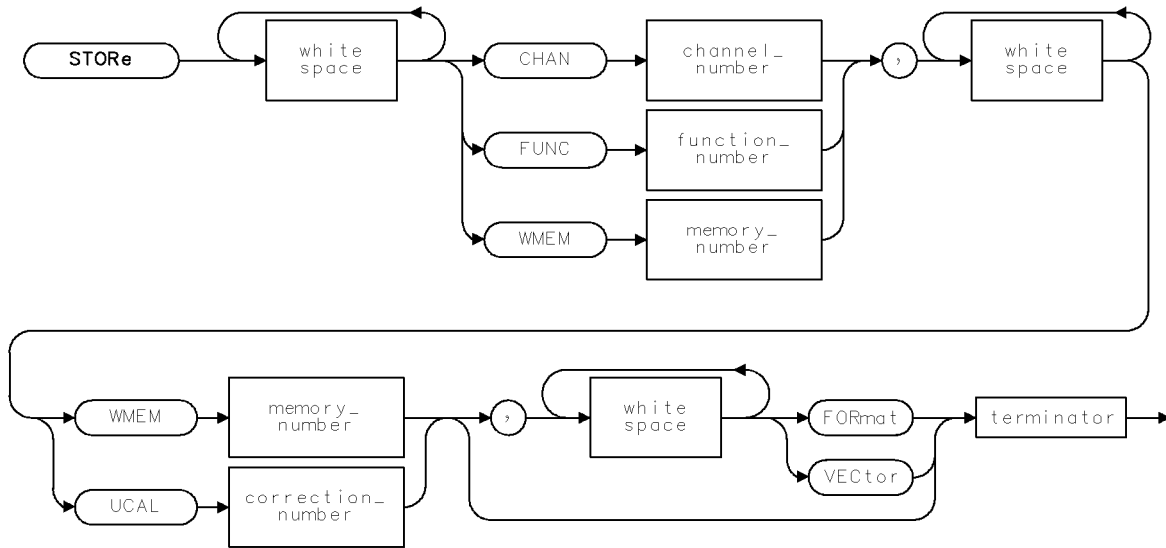 STORe
white
space
CHAN
channel_
number
,
white
space
FUNC
function_
number
WMEM
memory_
number
WMEM
memory_
number
,
white
space
FORmat
terminator
VECtor
UCAL
correction_
number